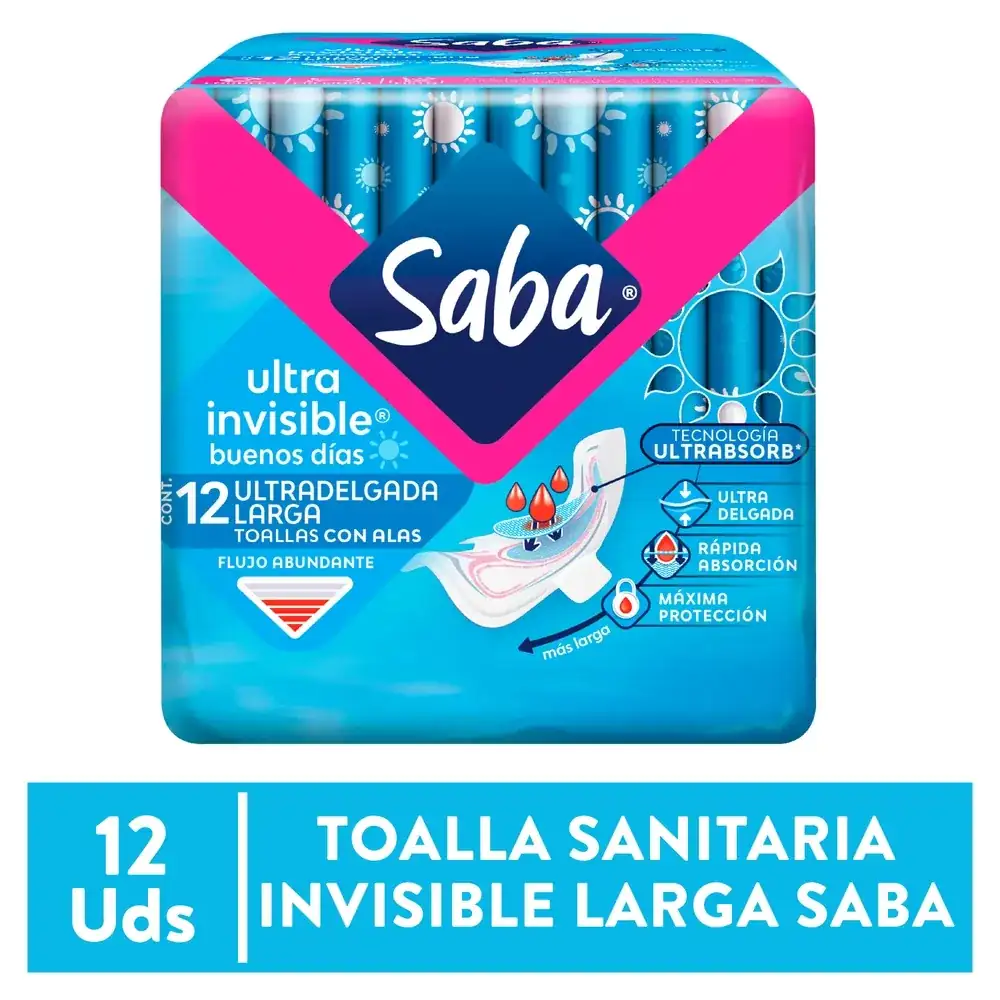 Saba
Saba®
ultra
invisible®
buenos días
CONT.
12
ULTRADELGADA
LARGA
TOALLAS CON ALAS
FLUJO ABUNDANTE
TECNOLOGÍA
ULTRABSORB*
ULTRA
DELGADA
RÁPIDA
ABSORCIÓN
MÁXIMA
PROTECCIÓN
más larga
12
Uds
TOALLA SANITARIA
INVISIBLE LARGA SABA